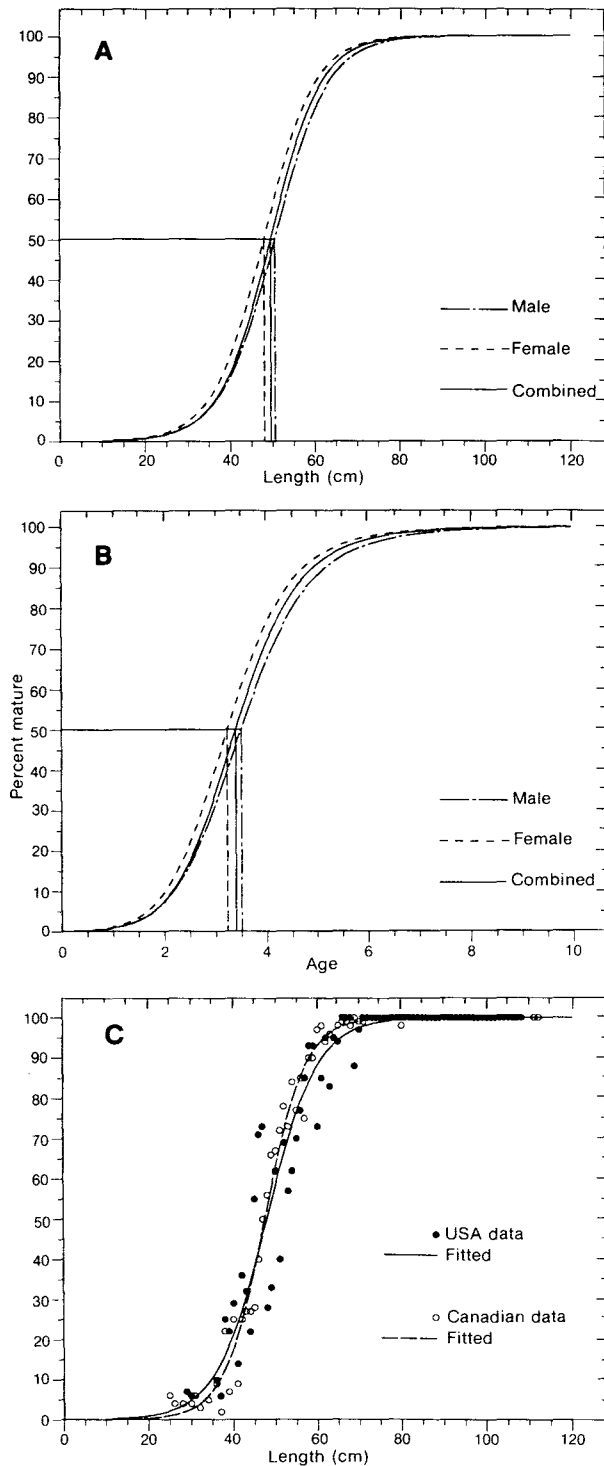 A
100
90
80
70
60
50
40
30
20
10
0
Male
Female
Combined
0 20 40 60 80 100 120
Length (cm)
B
Percent mature
100
90
80
70
60
50
40
30
20
10
0
Male
Female
Combined
0 2 4 6 8 10
Age
C
100
90
80
70
60
50
40
30
20
10
0
USA data
Fitted
Canadian data
Fitted
0 20 40 60 80 100 120
Length (cm)